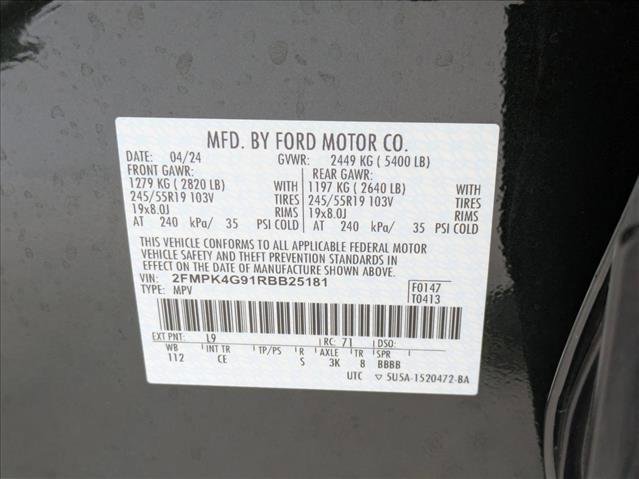 MFD. BY FORD MOTOR CO.
DATE: 04/24 GVWR: 2449 KG ( 5400 LB)
FRONT GAWR: REAR GAWR:
1279 KG ( 2820 LB) WITH 1197 KG ( 2640 LB) WITH
245/55R19 103V TIRES 245/55R19 103V TIRES
19x8.0J RIMS 19x8.0J RIMS
AT 240 kPa/ 35 PSI COLD AT 240 kPa/ 35 PSI COLD
THIS VEHICLE CONFORMS TO ALL APPLICABLE FEDERAL MOTOR
VEHICLE SAFETY AND THEFT PREVENTION STANDARDS IN
EFFECT ON THE DATE OF MANUFACTURE SHOWN ABOVE.
VIN: 2FMPK4G91RBB25181 F0147
TYPE: MPV T0413
EXT PNT: L9 RC: 71 DSO:
WB INT TR TP/PS R AXLE TR SPR
112 CE S 3K 8 BBBB
UTC ▽ 5U5A-1520472-BA